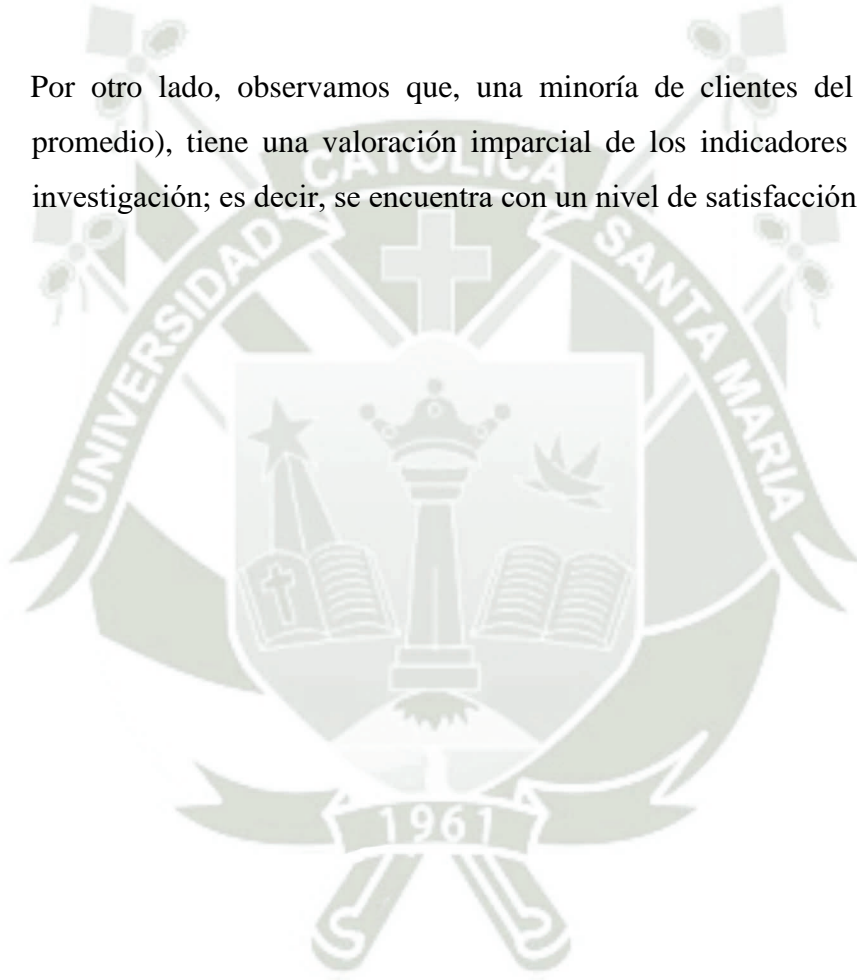 Por otro lado, observamos que, una minoría de clientes del
promedio), tiene una valoración imparcial de los indicadores
investigación; es decir, se encuentra con un nivel de satisfacción
CATOLICA
UNIVERSIDAD
SANTA MARIA
1961